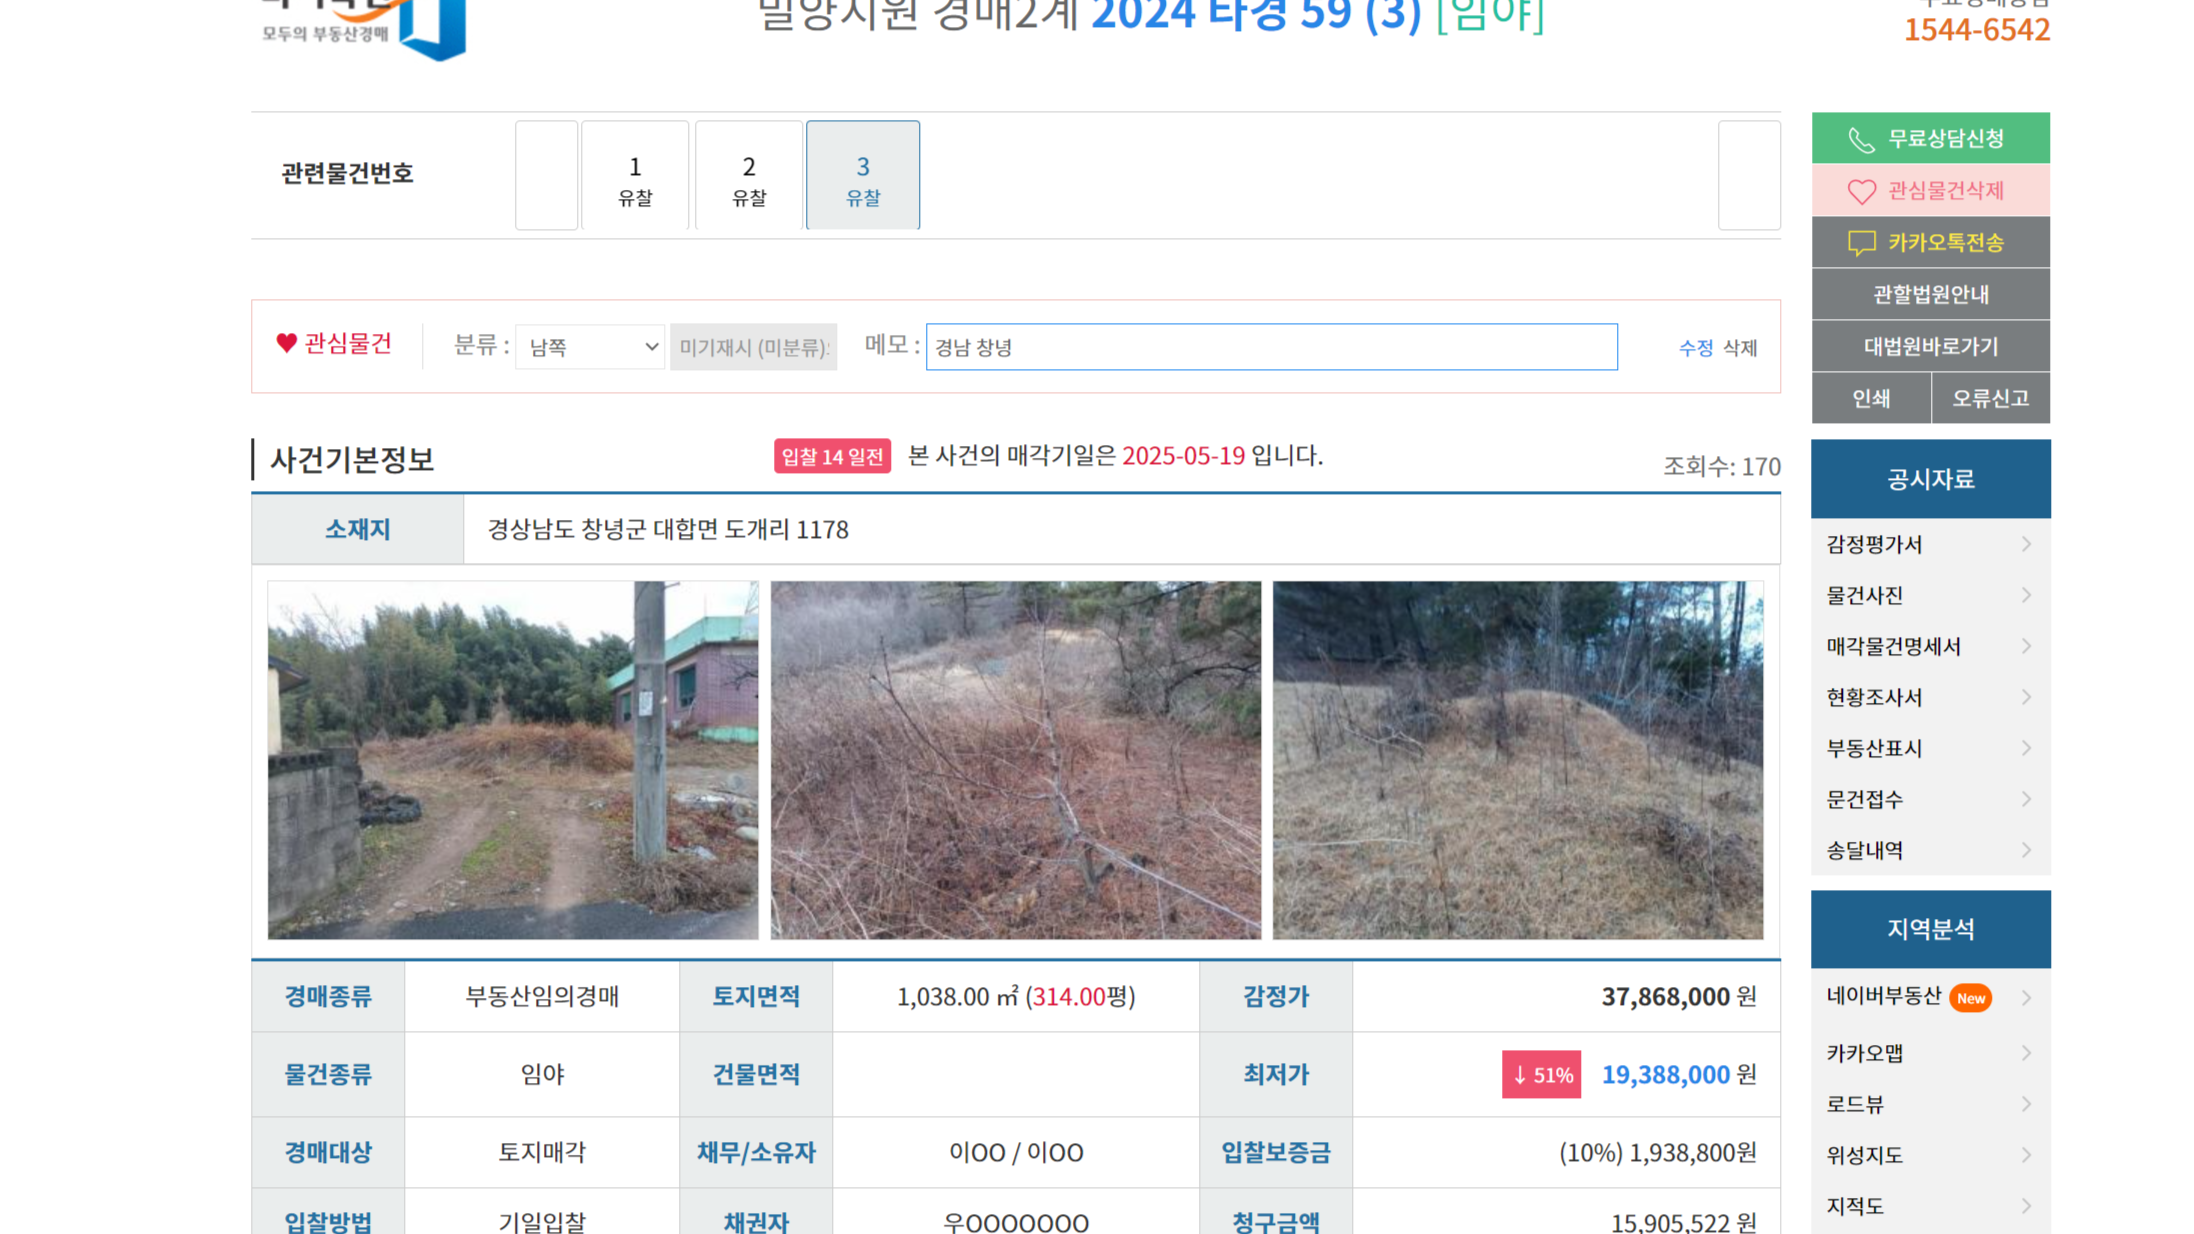 모두의 부동산경매
밀양지원 경매2계 2024 타경 59 (3) [임야]
1544-6542
관련물건번호
1
유찰
2
유찰
3
유찰
무료상담신청
관심물건삭제
카카오톡전송
관할법원안내
대법원바로가기
인쇄 오류신고
관심물건 분류 : 남쪽 미기재시 (미분류) 메모 : 경남 창녕 수정 삭제
사건기본정보 입찰 14 일전 본 사건의 매각기일은 2025-05-19 입니다. 조회수: 170
소재지 경상남도 창녕군 대합면 도개리 1178
공시자료
감정평가서
물건사진
매각물건명세서
현황조사서
부동산표시
문건접수
송달내역
지역분석
네이버부동산 New
카카오맵
로드뷰
위성지도
지적도
경매종류 부동산임의경매 토지면적 1,038.00 ㎡ (314.00평) 감정가 37,868,000 원
물건종류 임야 건물면적 최저가 ↓ 51% 19,388,000 원
경매대상 토지매각 채무/소유자 이OO / 이OO 입찰보증금 (10%) 1,938,800원
입찰방법 기일입찰 채권자 우OOOOOOO 청구금액 15,905,522 원